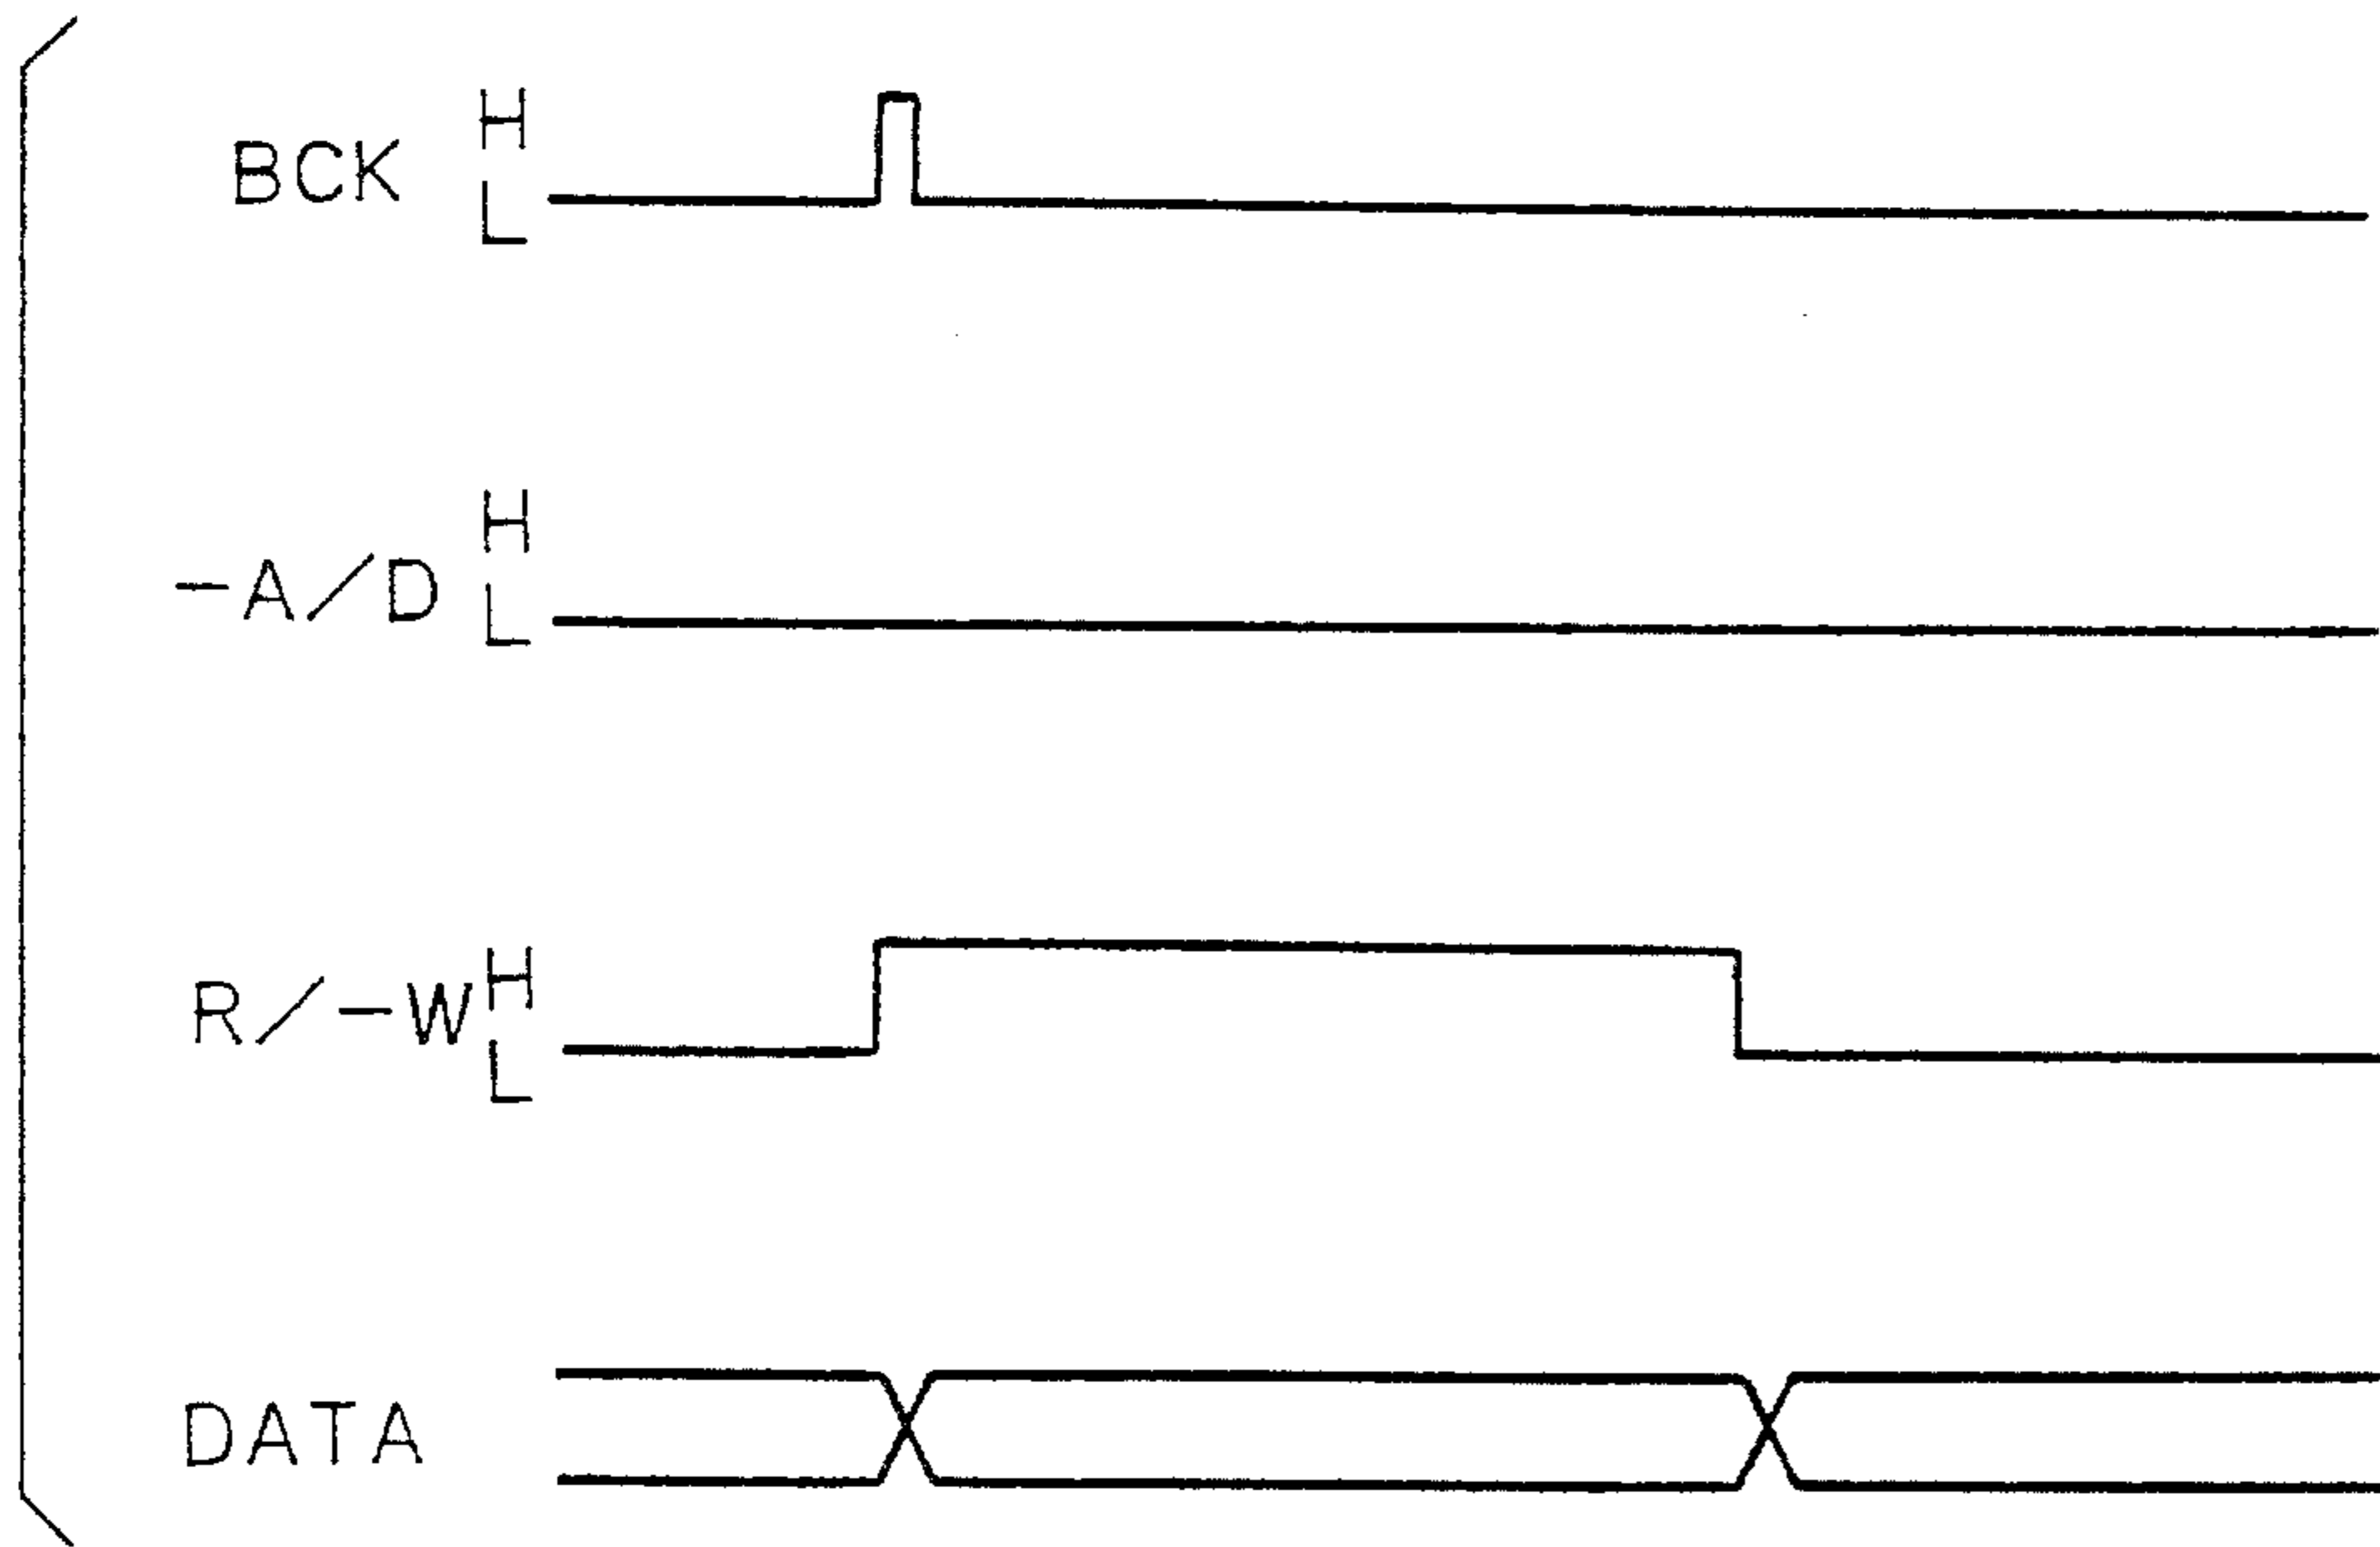 BCK H
L
-A/D H
L
R/-W H
L
DATA